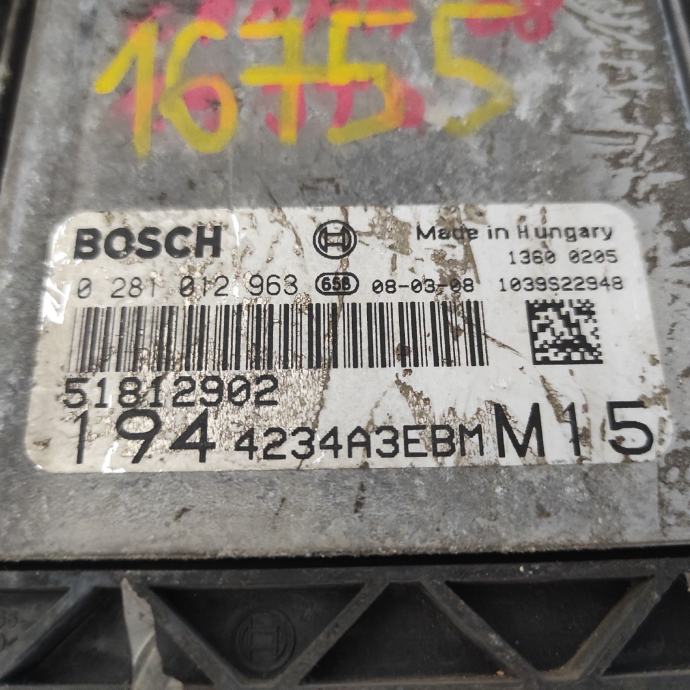 16755
BOSCH Made in Hungary
1360 0205
0 281 012 963 658 08-03-08 1039S22948
51812902
194 4234A3EBM M15